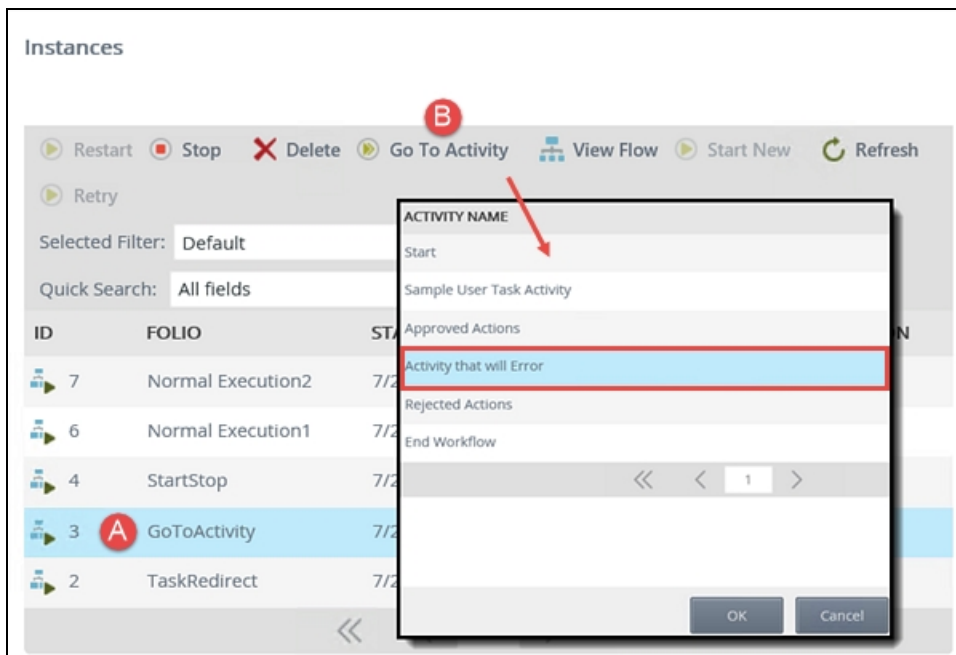 Instances
B
Restart Stop Delete Go To Activity View Flow Start New Refresh
Retry
ACTIVITY NAME
Start
Sample User Task Activity
Approved Actions
Activity that will Error
Rejected Actions
End Workflow
1
OK Cancel
Selected Filter: Default
Quick Search: All fields
ID FOLIO
7 Normal Execution2
6 Normal Execution1
4 StartStop
3 A GoToActivity
2 TaskRedirect